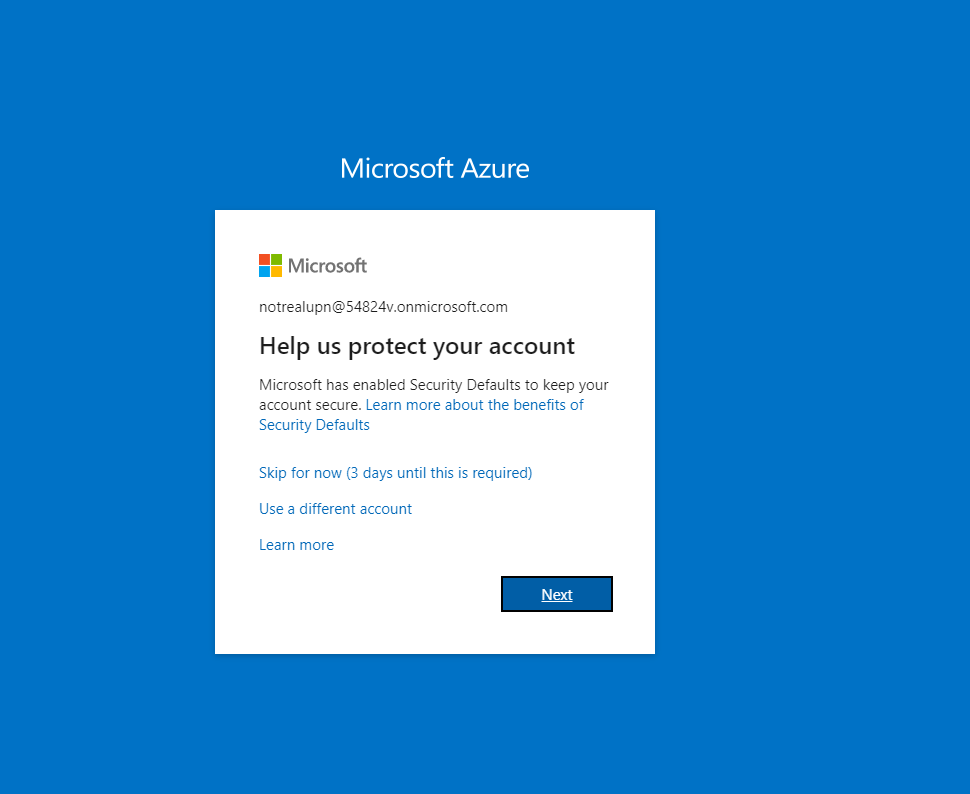 Microsoft Azure
Microsoft
notrealupn@54824v.onmicrosoft.com
Help us protect your account
Microsoft has enabled Security Defaults to keep your
account secure. Learn more about the benefits of
Security Defaults
Skip for now (3 days until this is required)
Use a different account
Learn more
Next